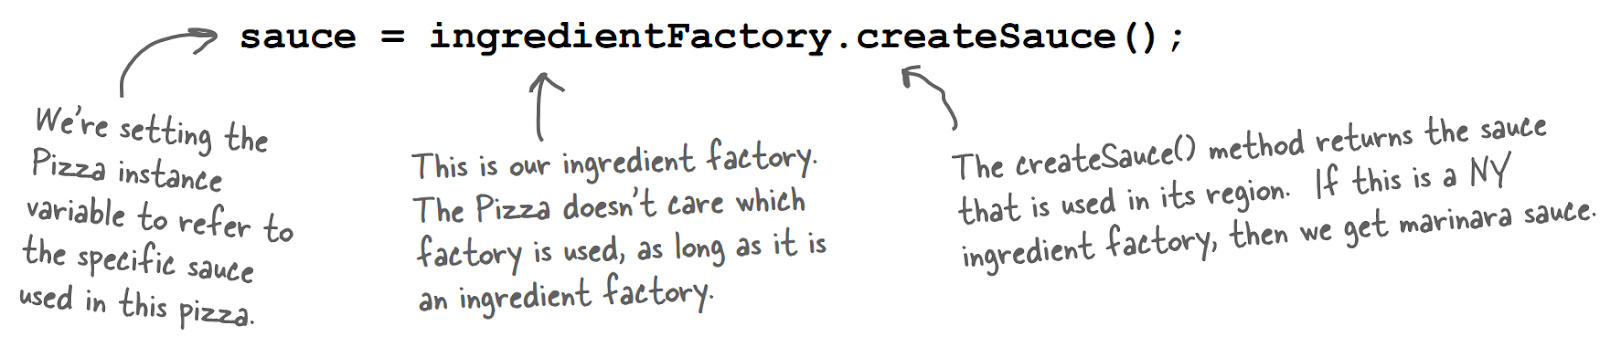 sauce = ingredientFactory.createSauce();
We're setting the
Pizza instance
variable to refer to
the specific sauce
used in this pizza.
This is our ingredient factory.
The Pizza doesn't care which
factory is used, as long as it is
an ingredient factory.
The createSauce() method returns the sauce
that is used in its region. If this is a NY
ingredient factory, then we get marinara sauce.